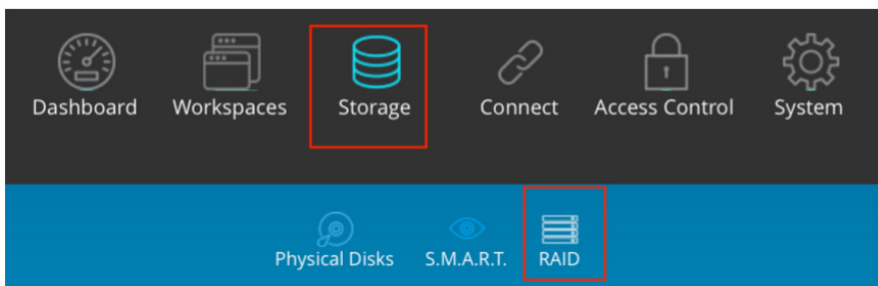 Dashboard Workspaces Storage Connect Access Control System
Physical Disks S.M.A.R.T. RAID